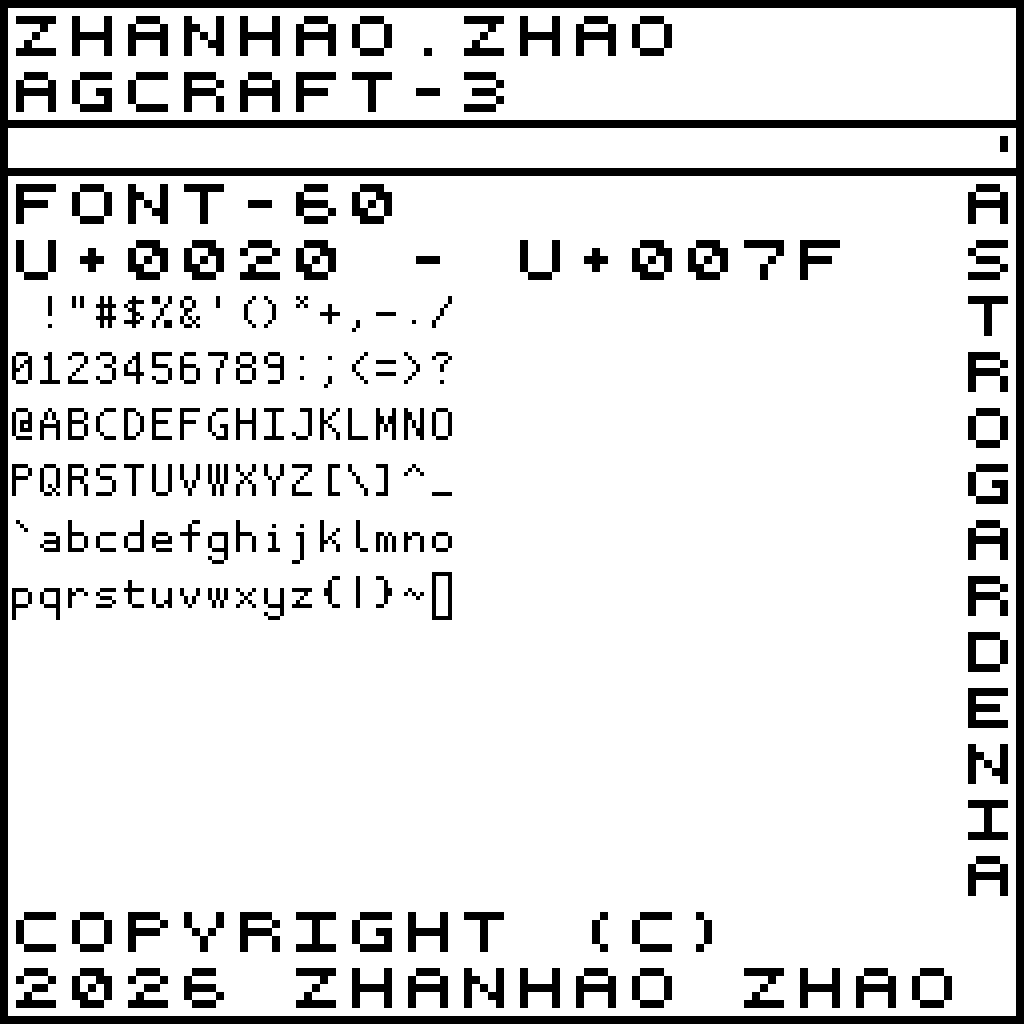 ZHANHAO.ZHAO
AGCRAFT-3
'
FONT-60
U+0020 - U+007F
 !"#$%&'()*+,-./
0123456789:;<=>?
@ABCDEFGHIJKLMNO
PQRSTUVWXYZ[\]^_
`abcdefghijklmno
pqrstuvwxyz{|}~▯
ASTROGARDENIA
COPYRIGHT (C)
2026 ZHANHAO ZHAO